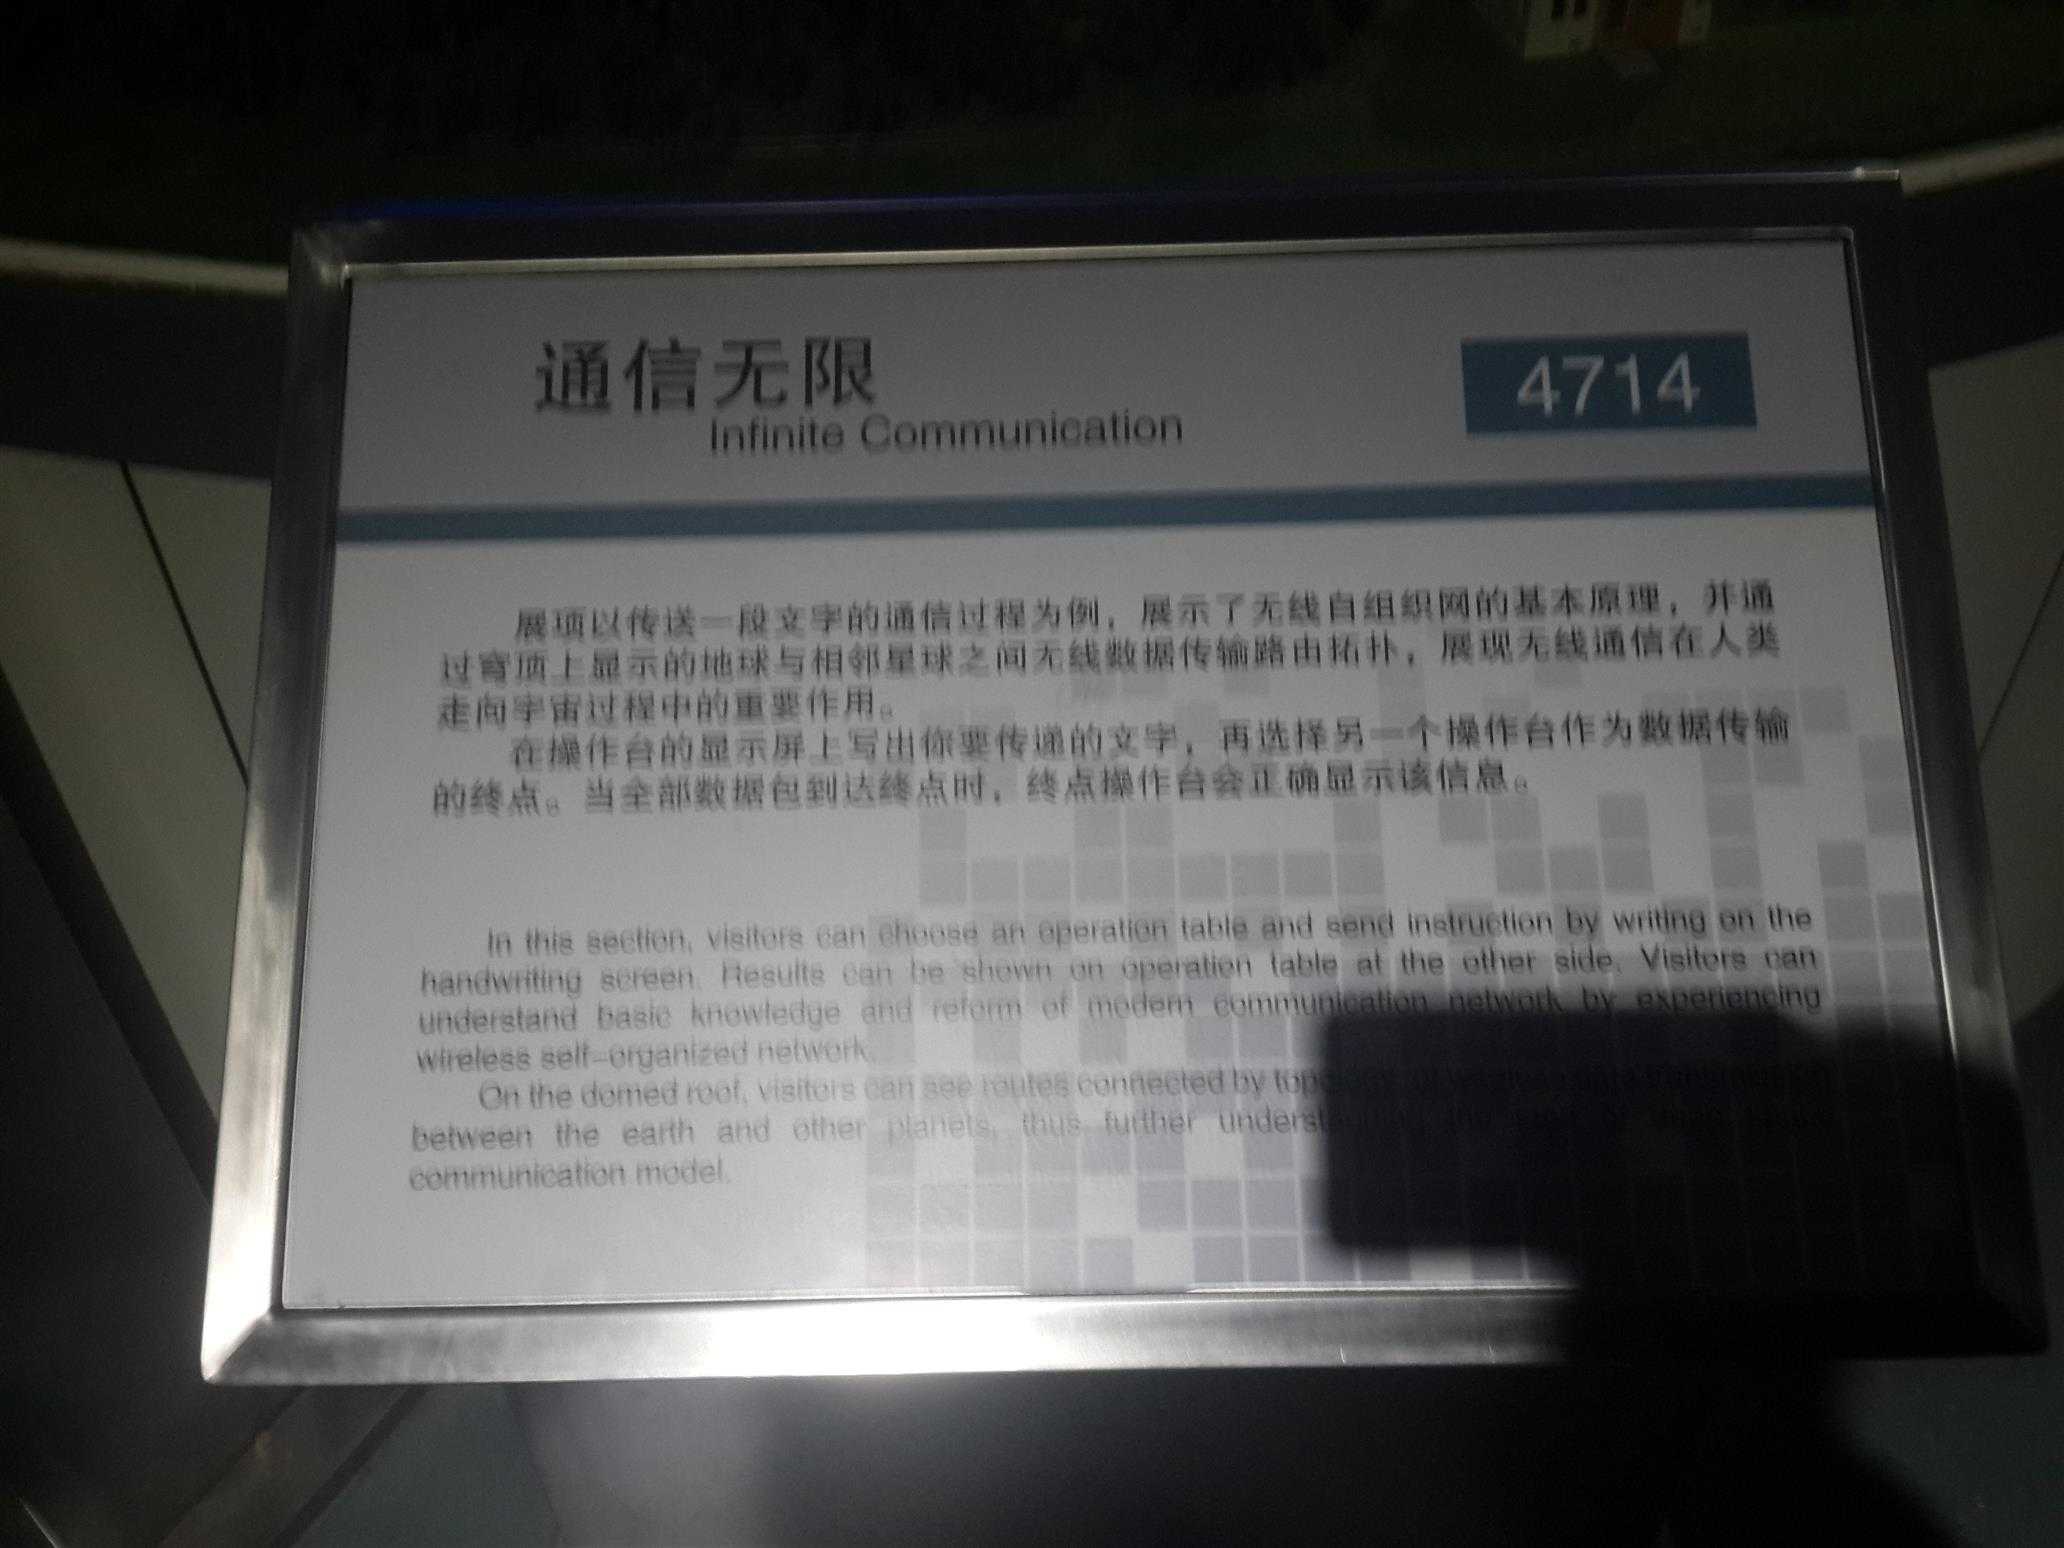 通信无限
Infinite Communication
4714
展项以传送一段文字的通信过程为例，展示了无线自组织网的基本原理，并通
过穹顶上显示的地球与相邻星球之间无线数据传输路由拓扑，展现无线通信在人类
走向宇宙过程中的重要作用。
在操作台的显示屏上写出你要传递的文字，再选择另一个操作台作为数据传输
的终点。当全部数据包到达终点时，终点操作台会正确显示该信息。
In this section, visitors can choose an operation table and send instruction by writing on the
handwriting screen. Results can be shown on operation table at the other side. Visitors can
understand basic knowledge and reform of modern communication network by experiencing
wireless self-organized network.
On the domed roof, visitors can see routes connected by
between the earth and other planets, thus further
communication model.